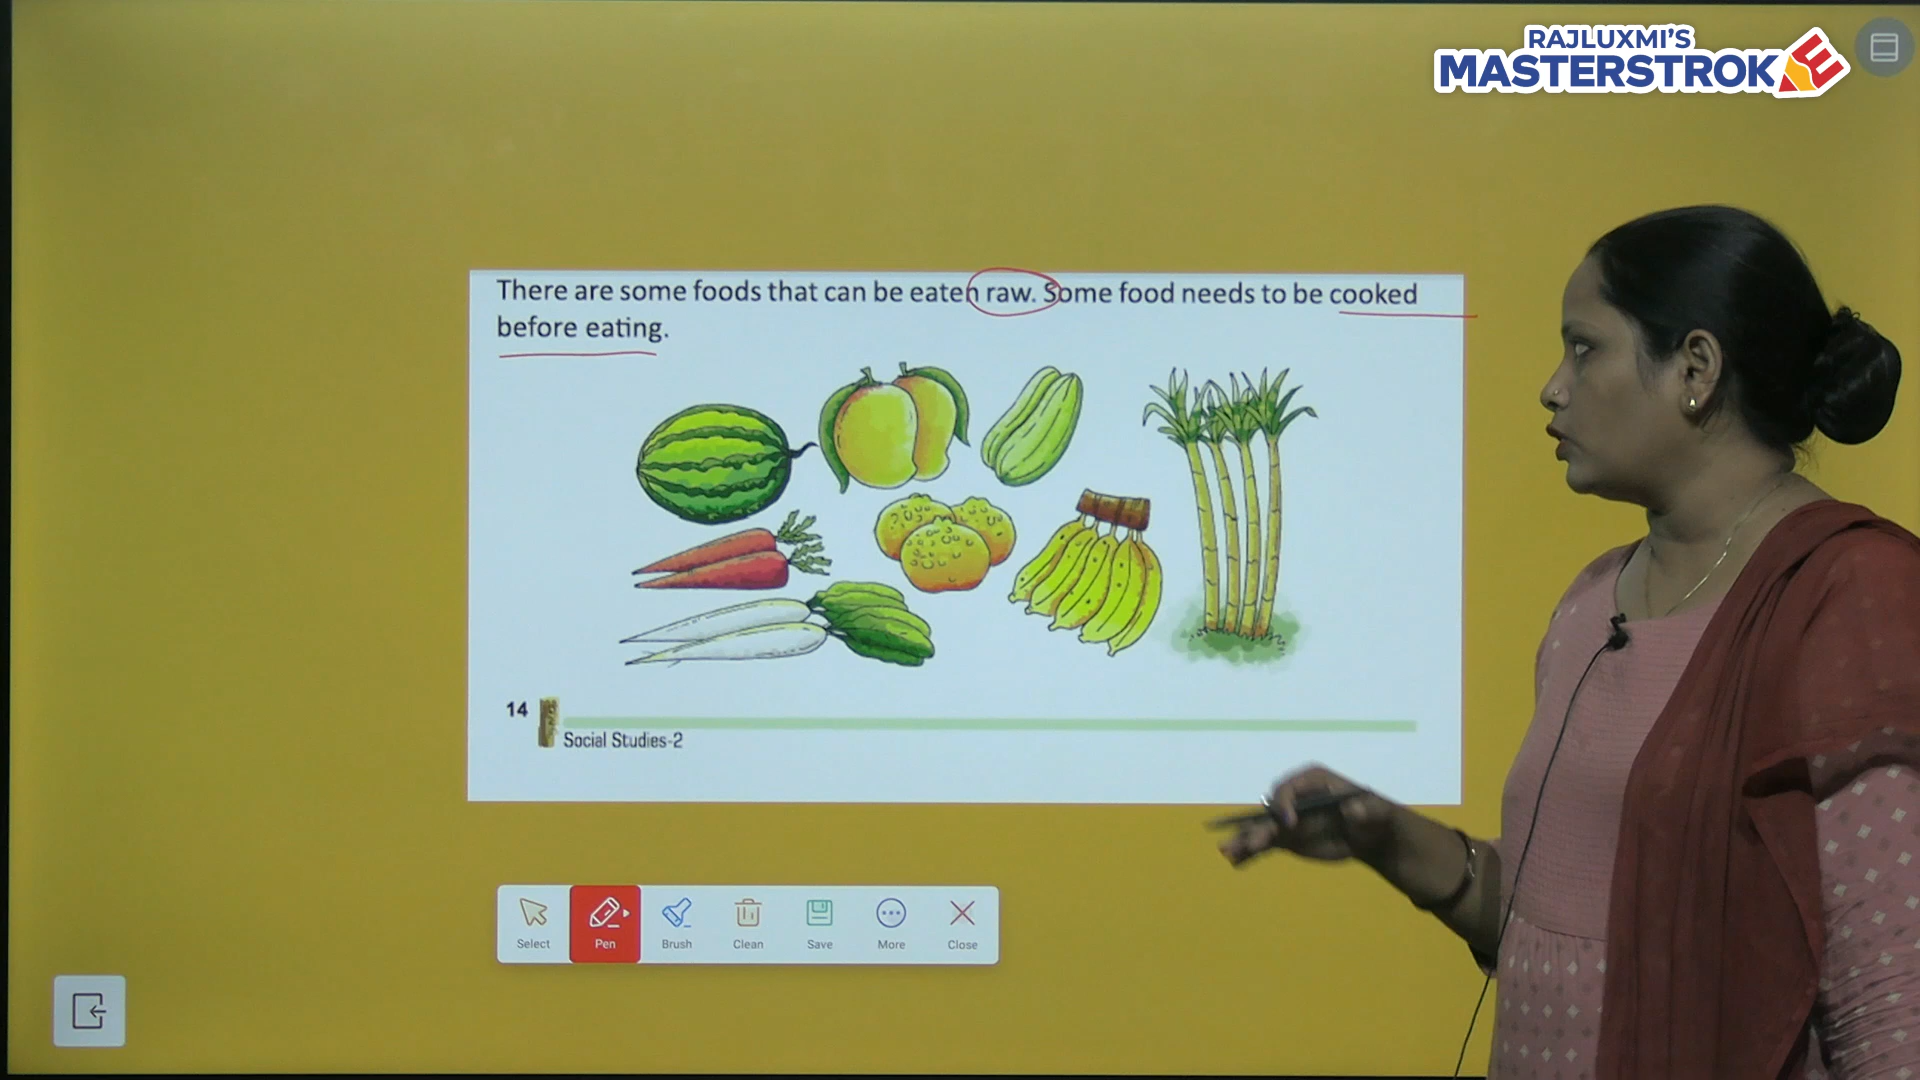 RAJLUXMI'S
MASTERSTROKE
There are some foods that can be eaten raw. Some food needs to be cooked
before eating.
14
Social Studies-2
Select Pen Brush Clean Save More Close